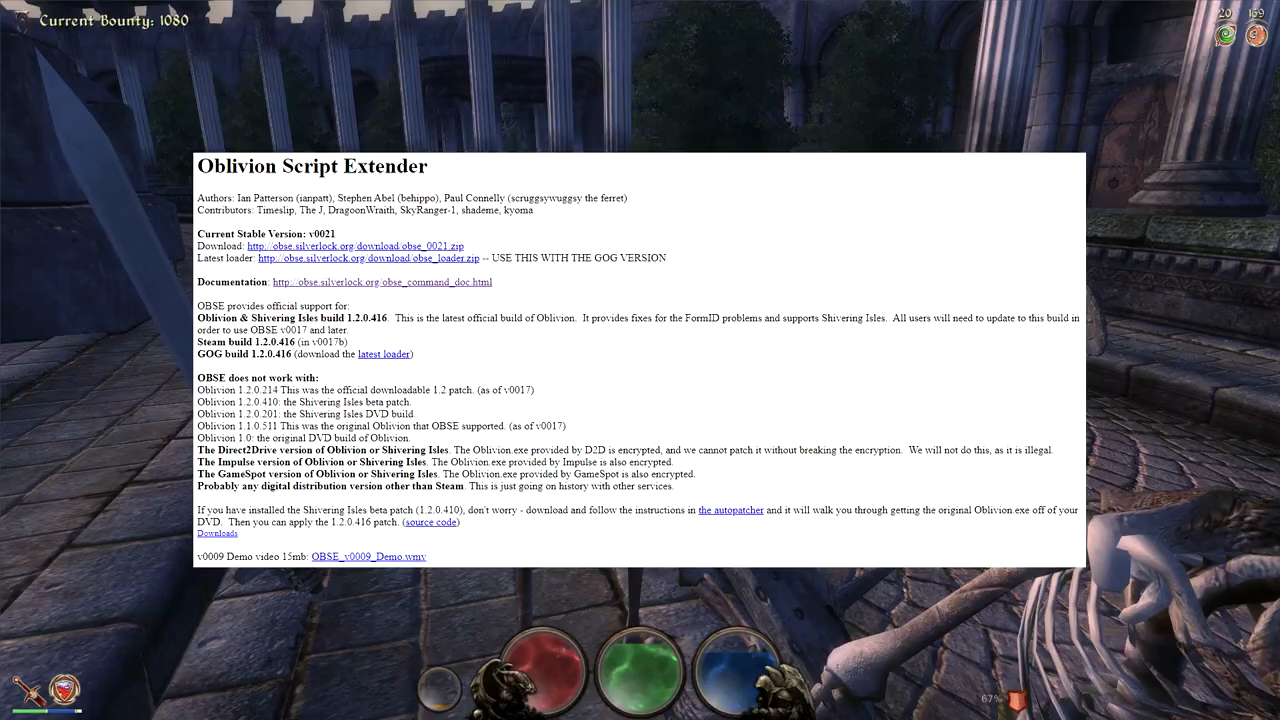 Current Bounty: 1080
20 169
Oblivion Script Extender
Authors: Ian Patterson (ianpatt), Stephen Abel (behippo), Paul Connelly (scruggsywuggsy the ferret)
Contributors: Timeslip, The J, DragoonWraith, SkyRanger-1, shademe, kyoma
Current Stable Version: v0021
Download: http://obse.silverlock.org/download/obse_0021.zip
Latest loader: http://obse.silverlock.org/download/obse_loader.zip -- USE THIS WITH THE GOG VERSION
Documentation: http://obse.silverlock.org/obse_command_doc.html
OBSE provides official support for:
Oblivion & Shivering Isles build 1.2.0.416. This is the latest official build of Oblivion. It provides fixes for the FormID problems and supports Shivering Isles. All users will need to update to this build in
order to use OBSE v0017 and later.
Steam build 1.2.0.416 (in v0017b)
GOG build 1.2.0.416 (download the latest loader)
OBSE does not work with:
Oblivion 1.2.0.214 This was the official downloadable 1.2 patch. (as of v0017)
Oblivion 1.2.0.410: the Shivering Isles beta patch.
Oblivion 1.2.0.201: the Shivering Isles DVD build.
Oblivion 1.1.0.511 This was the original Oblivion that OBSE supported. (as of v0017)
Oblivion 1.0: the original DVD build of Oblivion.
The Direct2Drive version of Oblivion or Shivering Isles. The Oblivion.exe provided by D2D is encrypted, and we cannot patch it without breaking the encryption. We will not do this, as it is illegal.
The Impulse version of Oblivion or Shivering Isles. The Oblivion.exe provided by Impulse is also encrypted.
The GameSpot version of Oblivion or Shivering Isles. The Oblivion.exe provided by GameSpot is also encrypted.
Probably any digital distribution version other than Steam. This is just going on history with other services.
If you have installed the Shivering Isles beta patch (1.2.0.410), don't worry - download and follow the instructions in the autopatcher and it will walk you through getting the original Oblivion.exe off of your
DVD. Then you can apply the 1.2.0.416 patch. (source code)
Downloads
v0009 Demo video 15mb: OBSE_v0009_Demo.wmv
67%